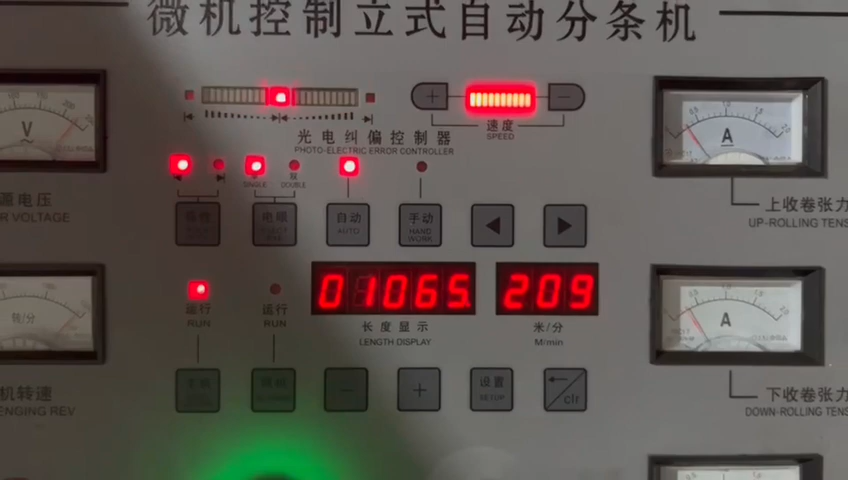 微机控制立式自动分条机
速度
SPEED
光电纠偏控制器
PHOTO-ELECTRIC ERROR CONTROLLER
V
A
源电压
R VOLTAGE
SINGLE
双
DOUBLE
电眼
自动
AUTO
手动
HAND
WORK
上收卷张力
UP-ROLLING TENS
01065.
209
运行
RUN
运行
RUN
长度显示
LENGTH DISPLAY
米/分
M/min
转/分
A
机转速
ENGING REV
−
+
设置
SETUP
clr
下收卷张力
DOWN-ROLLING TENS